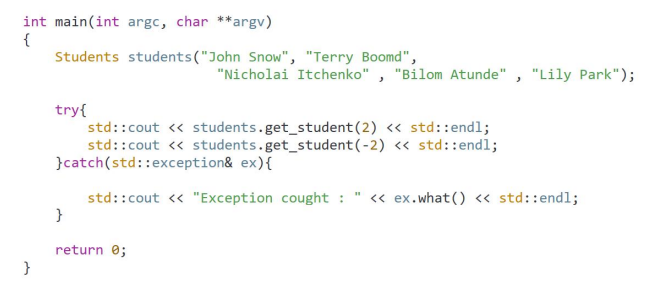 int main(int argc, char **argv)
{
    Students students("John Snow", "Terry Boomd",
                        "Nicholai Itchenko" , "Bilom Atunde" , "Lily Park");
    try{
        std::cout << students.get_student(2) << std::endl;
        std::cout << students.get_student(-2) << std::endl;
    }catch(std::exception& ex){
        std::cout << "Exception cought : " << ex.what() << std::endl;
    }
    return 0;
}